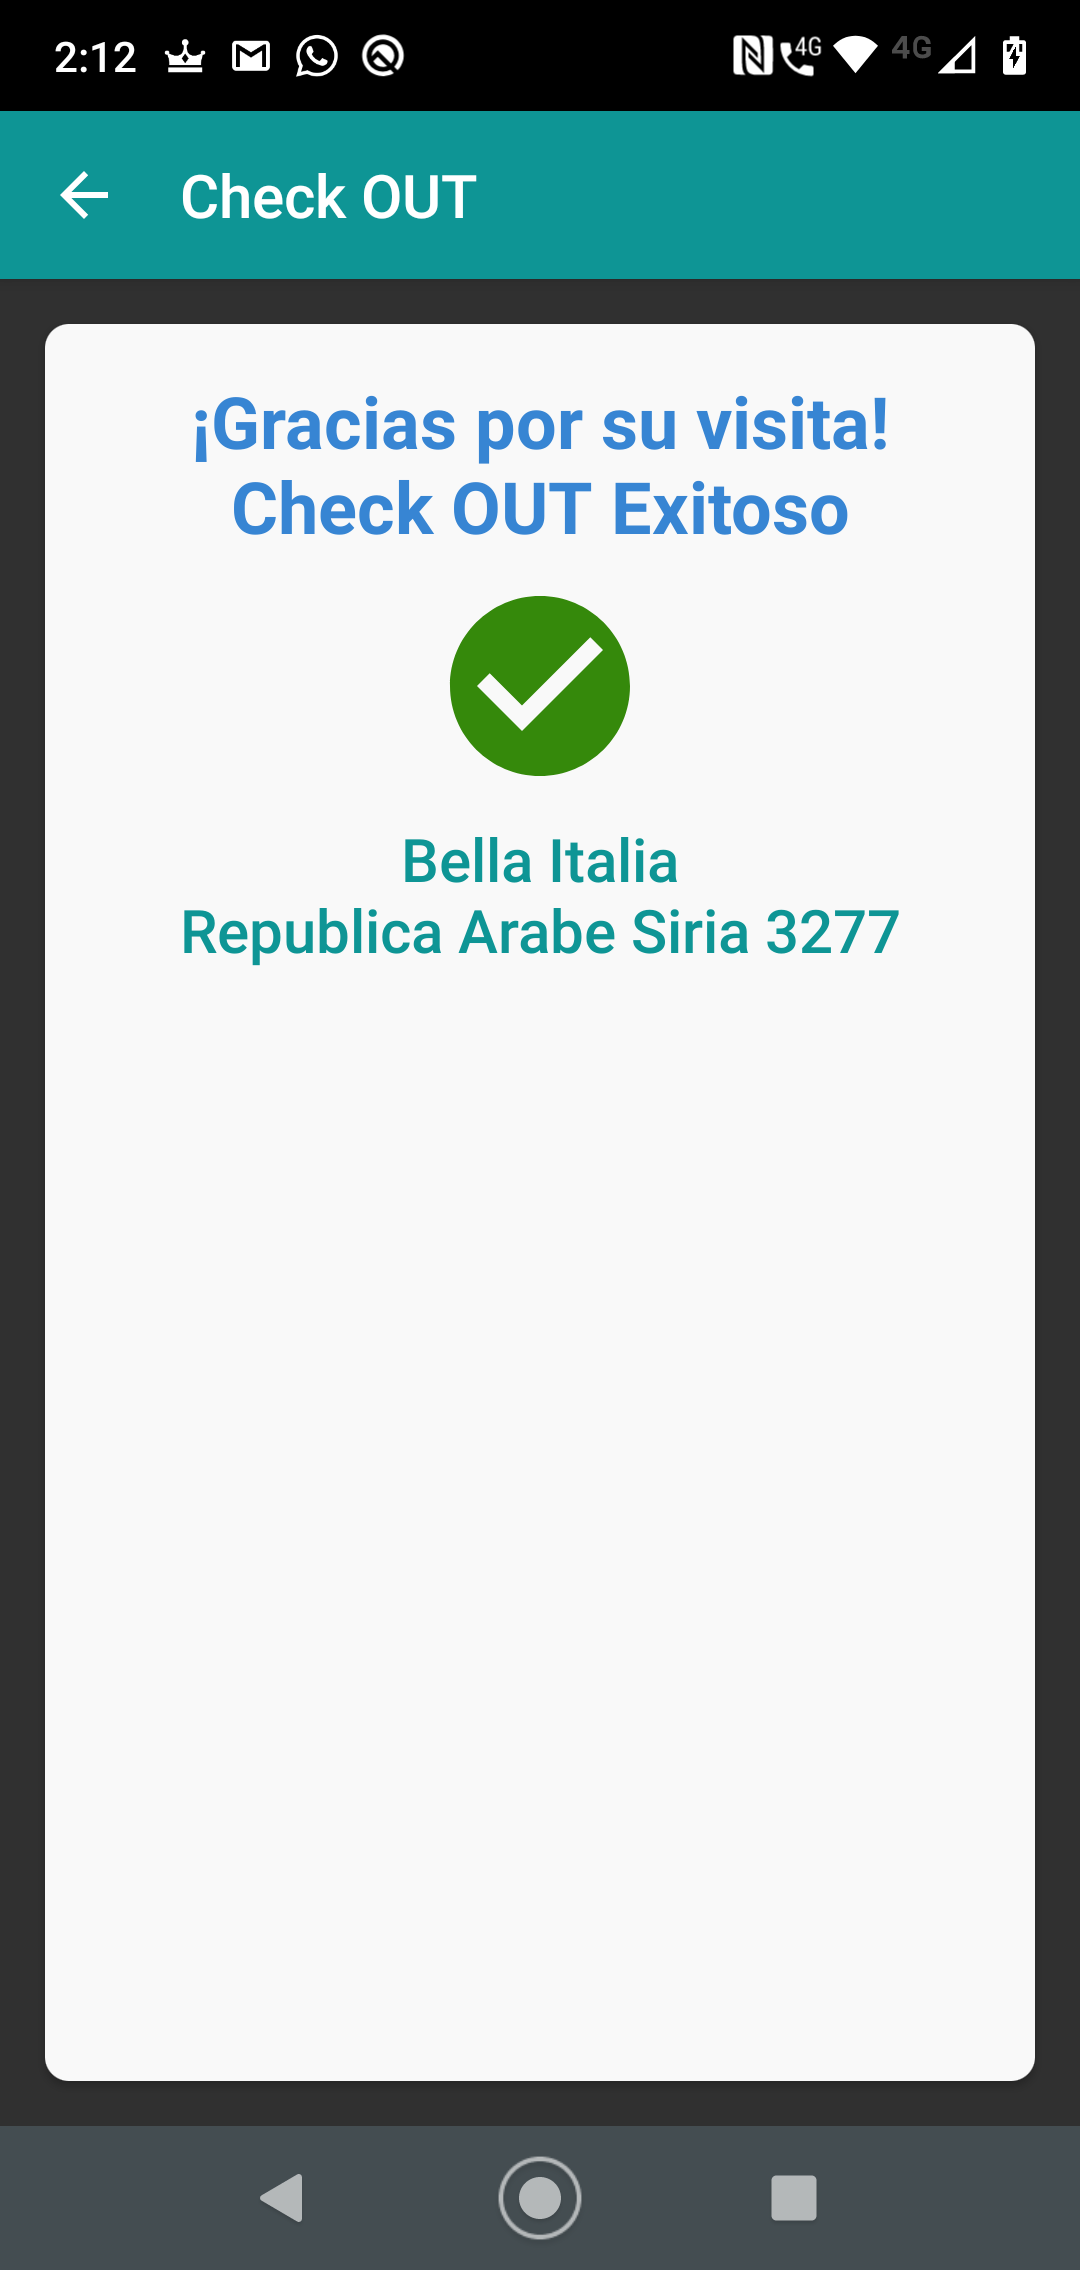 2:12
4G
4G
Check OUT
¡Gracias por su visita!
Check OUT Exitoso
Bella Italia
Republica Arabe Siria 3277